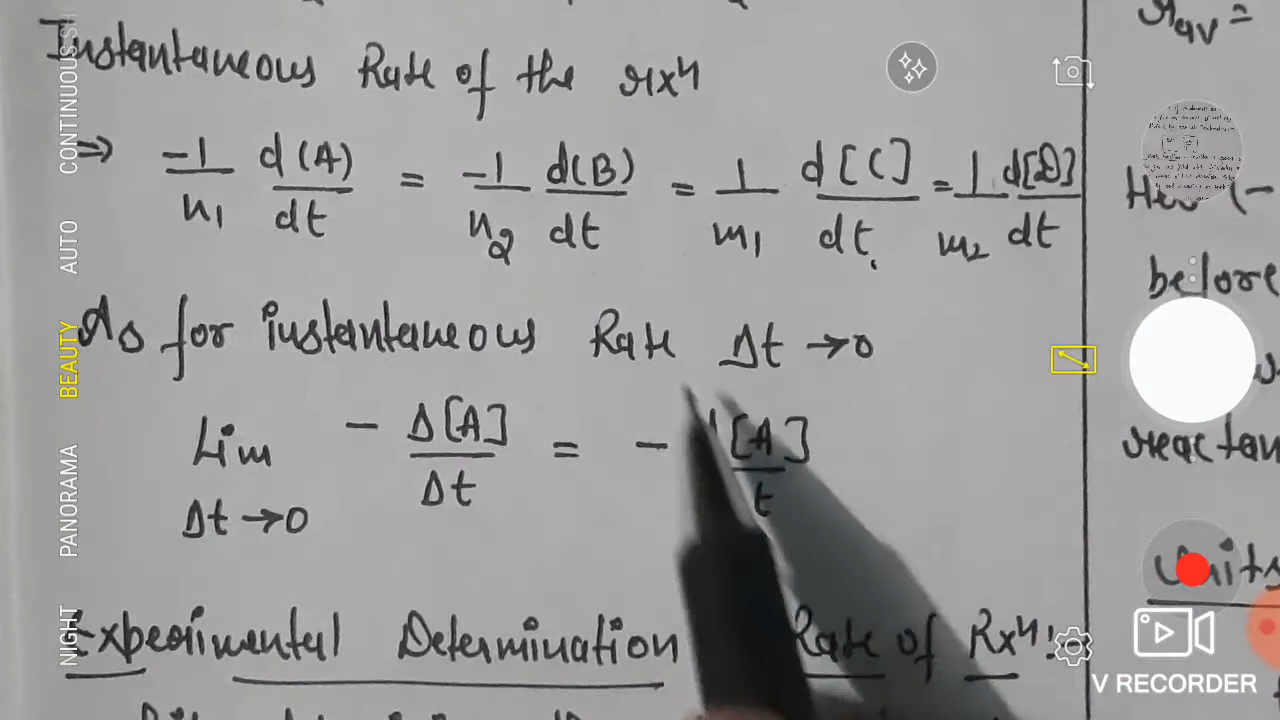 Instantaneous Rate of the rxn
⇒ -1/n1 d(A)/dt = -1/n2 d(B)/dt = 1/m1 d[C]/dt = 1/m2 d[D]/dt
As for instantaneous Rate Δt → 0
Lim Δt → 0 - Δ[A]/Δt = - d[A]/t
Experimental Determination Rate of Rxn:-
rav =
before
reactan
Units
CONTINUOUS SH
AUTO
BEAUTY
PANORAMA
NIGHT
V RECORDER